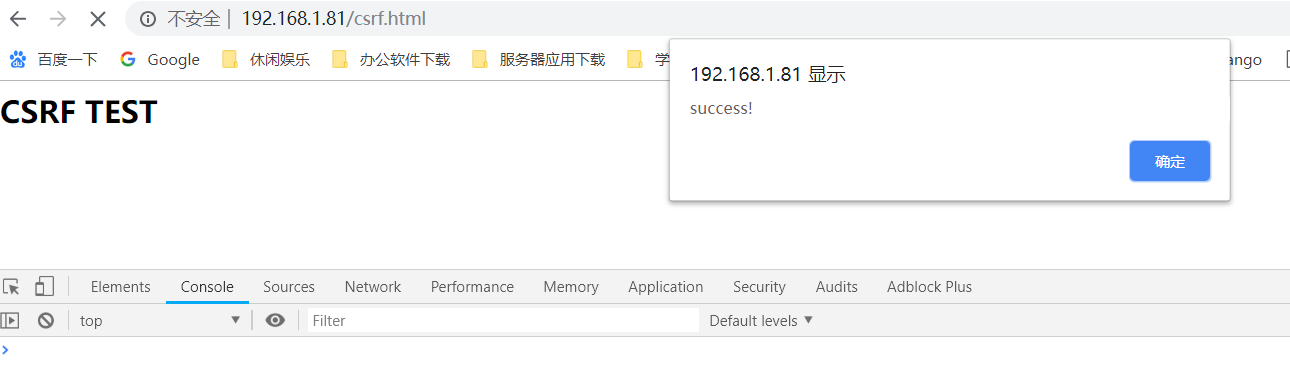 不安全 | 192.168.1.81/csrf.html
百度一下 Google 休闲娱乐 办公软件下载 服务器应用下载 学
192.168.1.81 显示
success!
确定
CSRF TEST
Elements Console Sources Network Performance Memory Application Security Audits Adblock Plus
top Filter Default levels